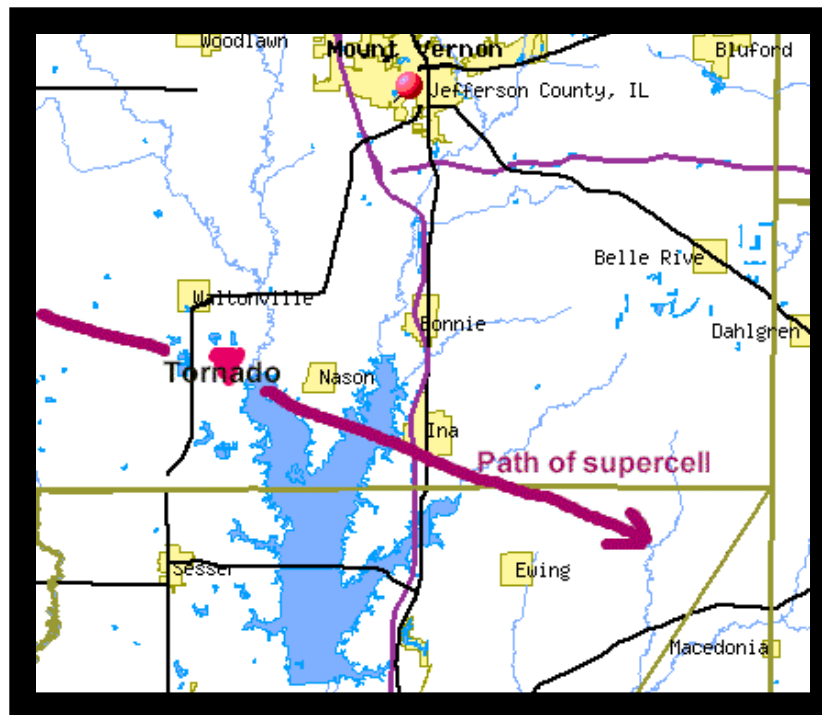 Woodlawn
Mount Vernon
Bluford
Jefferson County, IL
Belle Rive
Waltonville
Bonnie
Dahlgren
Tornado
Nason
Ina
Path of supercell
Sesser
Ewing
Macedonia